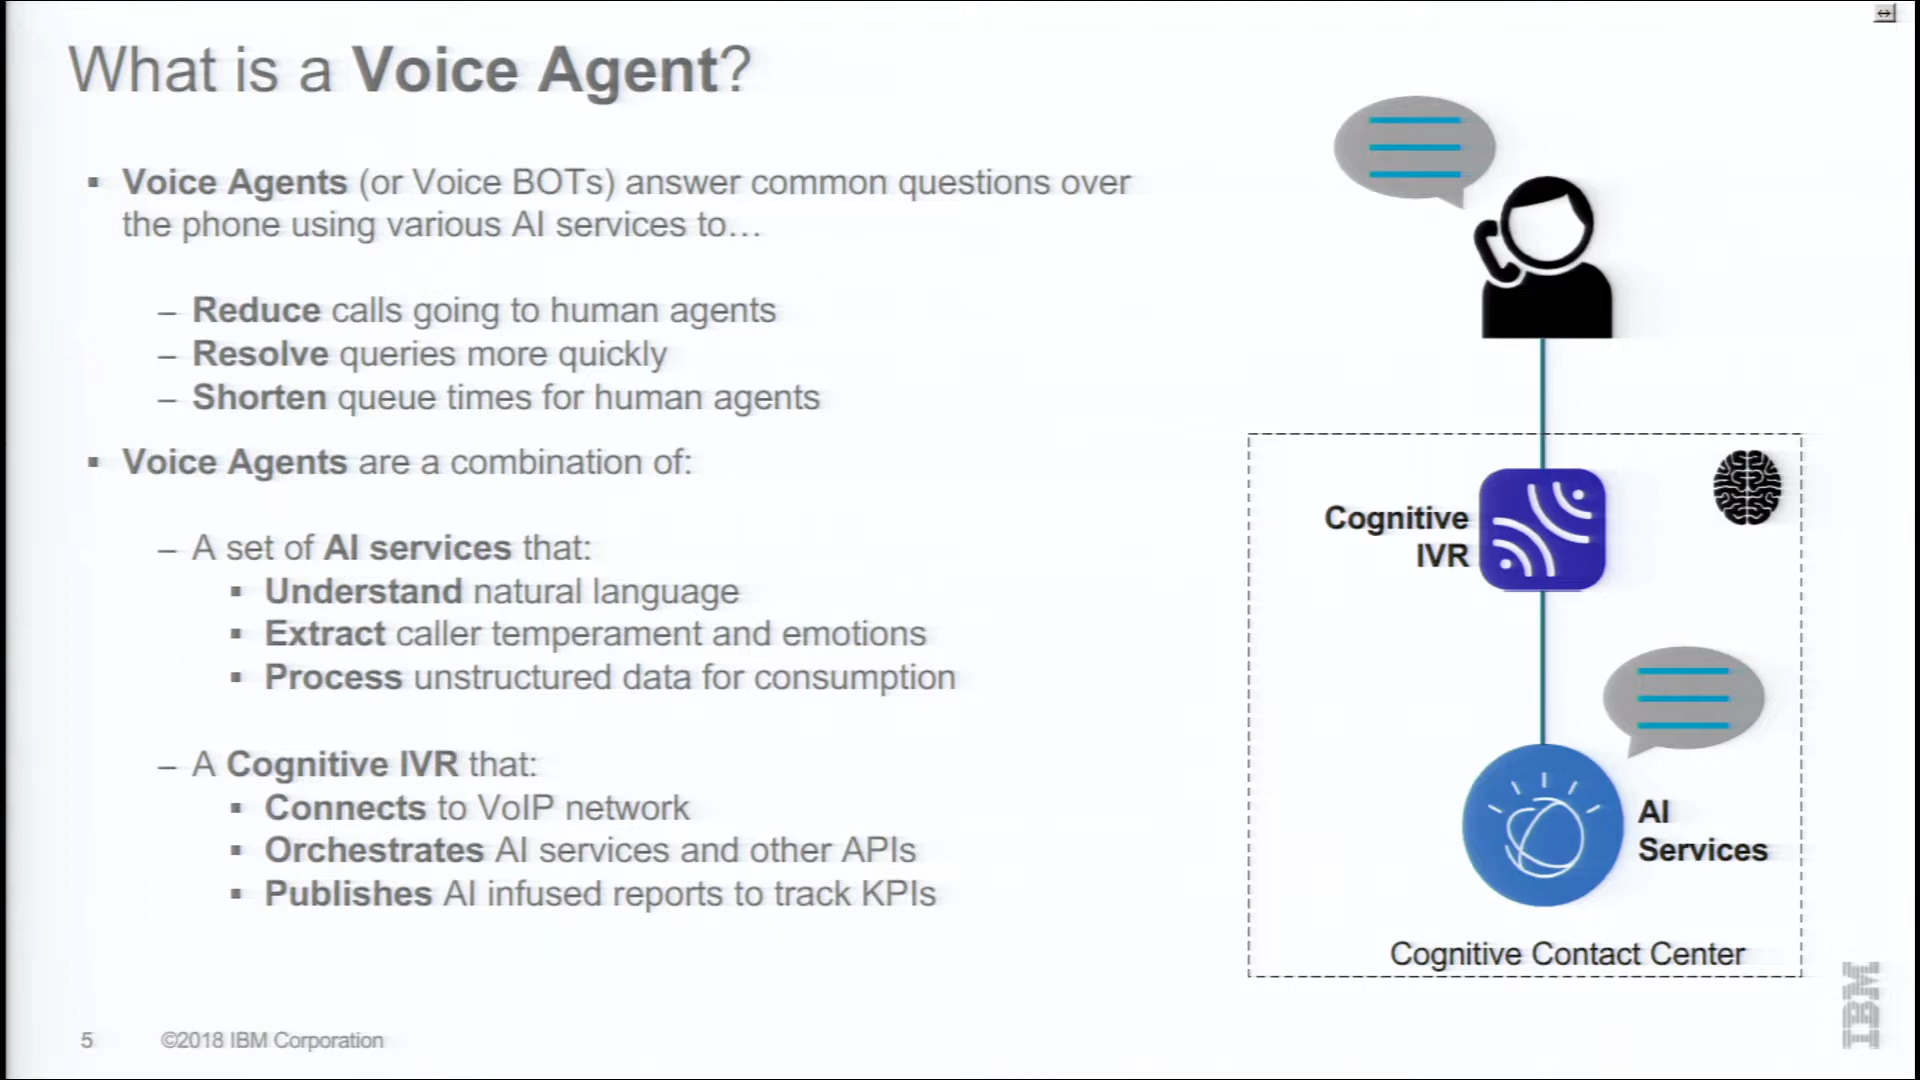 What is a Voice Agent?
▪ Voice Agents (or Voice BOTs) answer common questions over
the phone using various AI services to…
– Reduce calls going to human agents
– Resolve queries more quickly
– Shorten queue times for human agents
▪ Voice Agents are a combination of:
– A set of AI services that:
▪ Understand natural language
▪ Extract caller temperament and emotions
▪ Process unstructured data for consumption
– A Cognitive IVR that:
▪ Connects to VoIP network
▪ Orchestrates AI services and other APIs
▪ Publishes AI infused reports to track KPIs
Cognitive
IVR
AI
Services
Cognitive Contact Center
5 ©2018 IBM Corporation
IBM